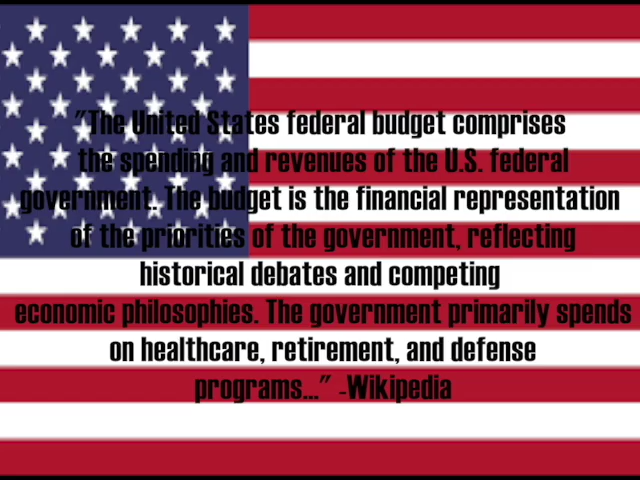 "The United States federal budget comprises
the spending and revenues of the U.S. federal
government. The budget is the financial representation
of the priorities of the government, reflecting
historical debates and competing
economic philosophies. The government primarily spends
on healthcare, retirement, and defense
programs..." -Wikipedia